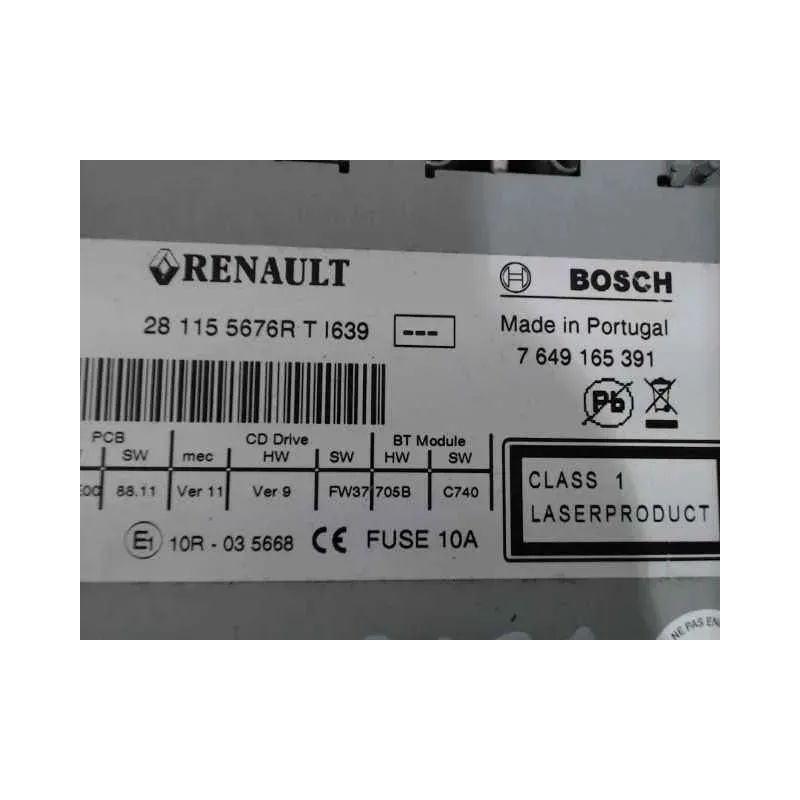 RENAULT
BOSCH
28 115 5676R T I639 ---
Made in Portugal
7 649 165 391
Pb
PCB CD Drive BT Module
SW mec HW SW HW SW
88.11 Ver 11 Ver 9 FW37 705B C740
CLASS 1
LASERPRODUCT
E1 10R - 03 5668 CE FUSE 10A
NE PAS